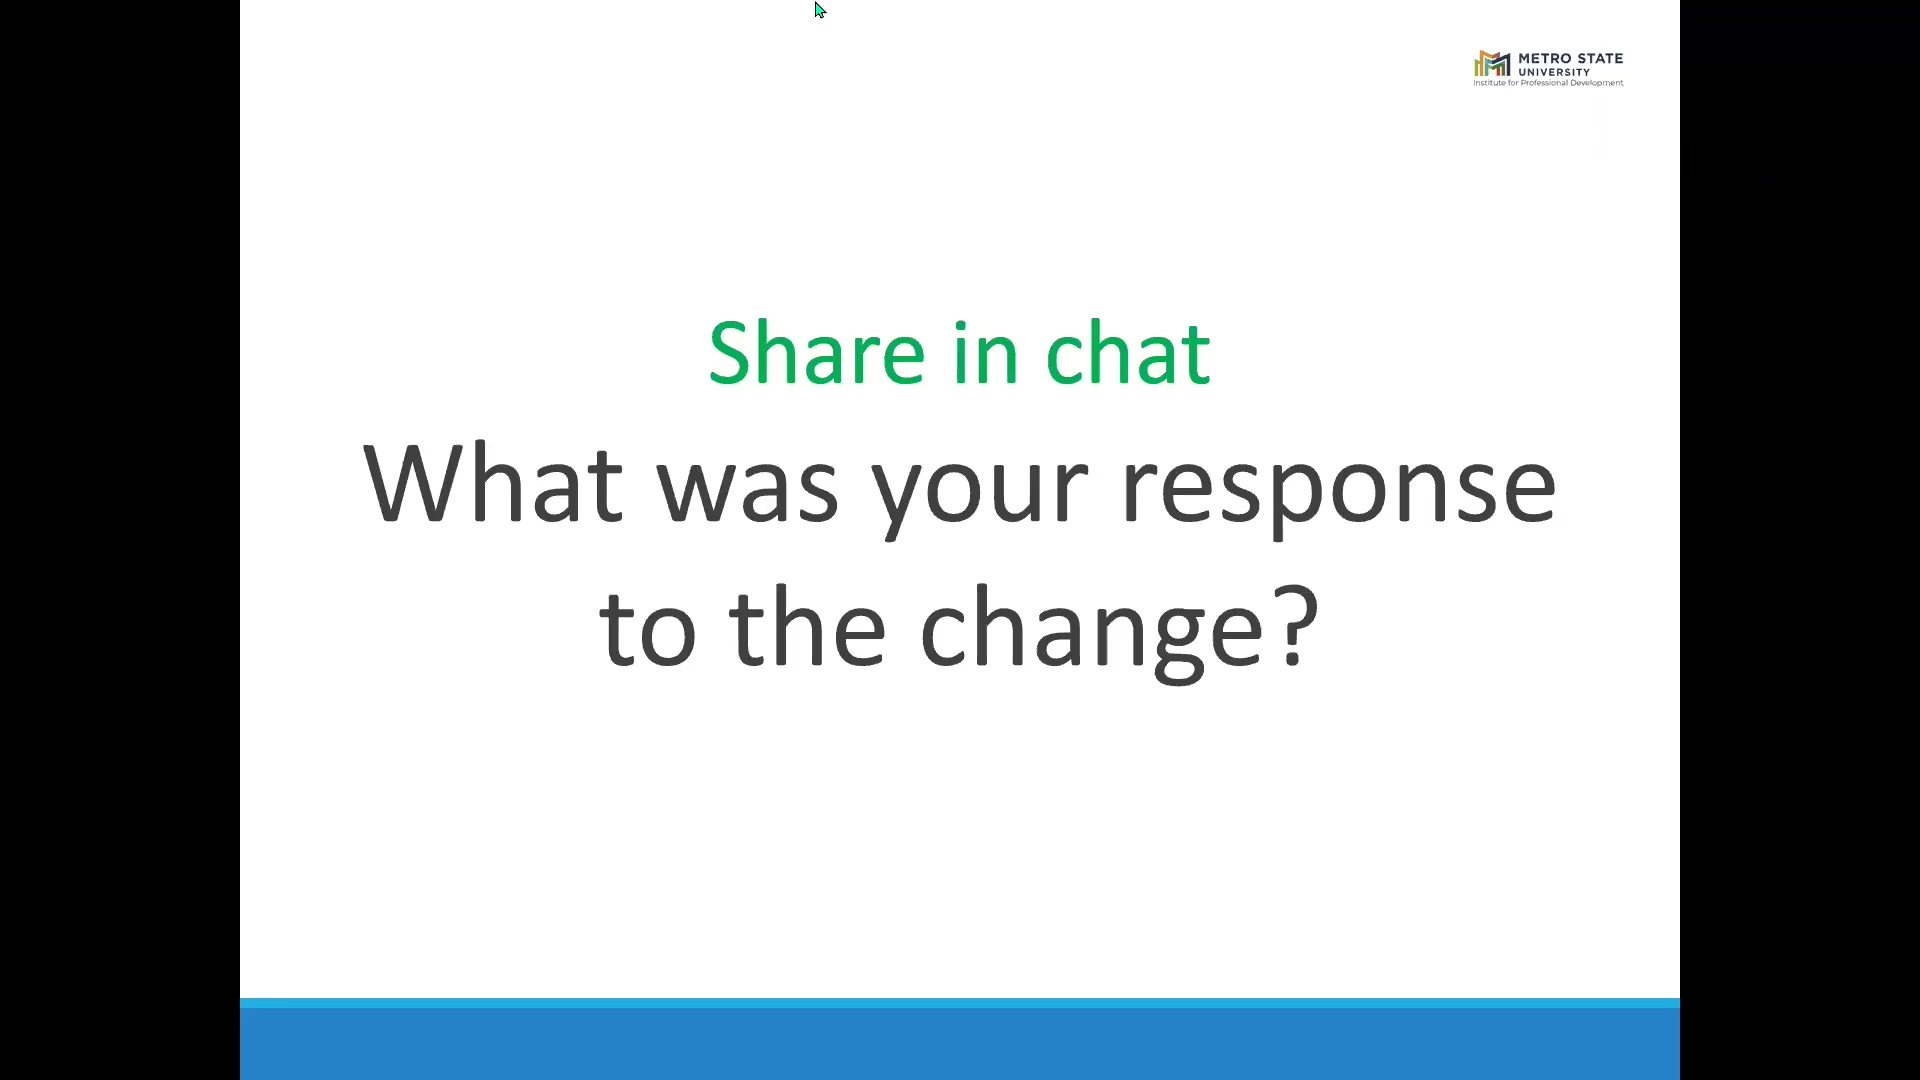 METRO STATE
UNIVERSITY
Institute for Professional Development
Share in chat
What was your response
to the change?